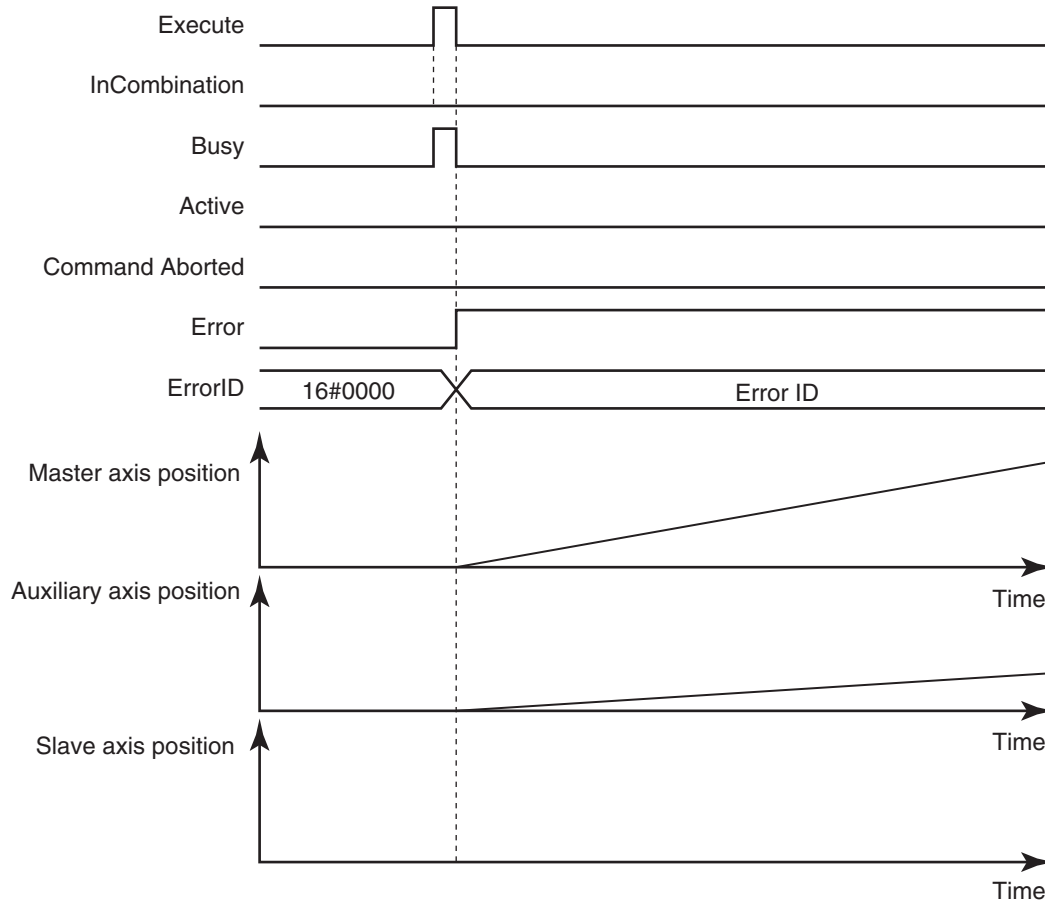 Execute
InCombination
Busy
Active
Command Aborted
Error
ErrorID
16#0000
Error ID
Master axis position
Time
Auxiliary axis position
Time
Slave axis position
Time